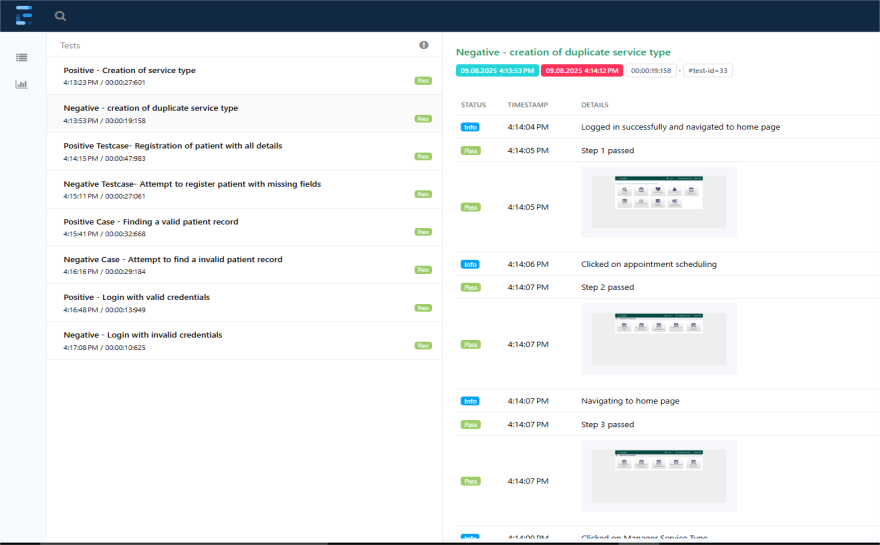 Tests
Positive - Creation of service type
4:13:23 PM / 00:00:27:601
Pass
Negative - creation of duplicate service type
4:13:53 PM / 00:00:19:158
Pass
Positive Testcase- Registration of patient with all details
4:14:15 PM / 00:00:47:983
Pass
Negative Testcase- Attempt to register patient with missing fields
4:15:11 PM / 00:00:27:061
Pass
Positive Case - Finding a valid patient record
4:15:41 PM / 00:00:32:668
Pass
Negative Case - Attempt to find a invalid patient record
4:16:16 PM / 00:00:29:184
Pass
Positive - Login with valid credentials
4:16:48 PM / 00:00:13:949
Pass
Negative - Login with invalid credentials
4:17:08 PM / 00:00:10:625
Pass
Negative - creation of duplicate service type
09.08.2025 4:13:53 PM 09.08.2025 4:14:12 PM 00:00:19:158 · #test-id=33
STATUS TIMESTAMP DETAILS
Info 4:14:04 PM Logged in successfully and navigated to home page
Pass 4:14:05 PM Step 1 passed
Pass 4:14:05 PM
Info 4:14:06 PM Clicked on appointment scheduling
Pass 4:14:07 PM Step 2 passed
Pass 4:14:07 PM
Info 4:14:07 PM Navigating to home page
Pass 4:14:07 PM Step 3 passed
Pass 4:14:07 PM
Info 4:14:09 PM Clicked on Manager Service Type